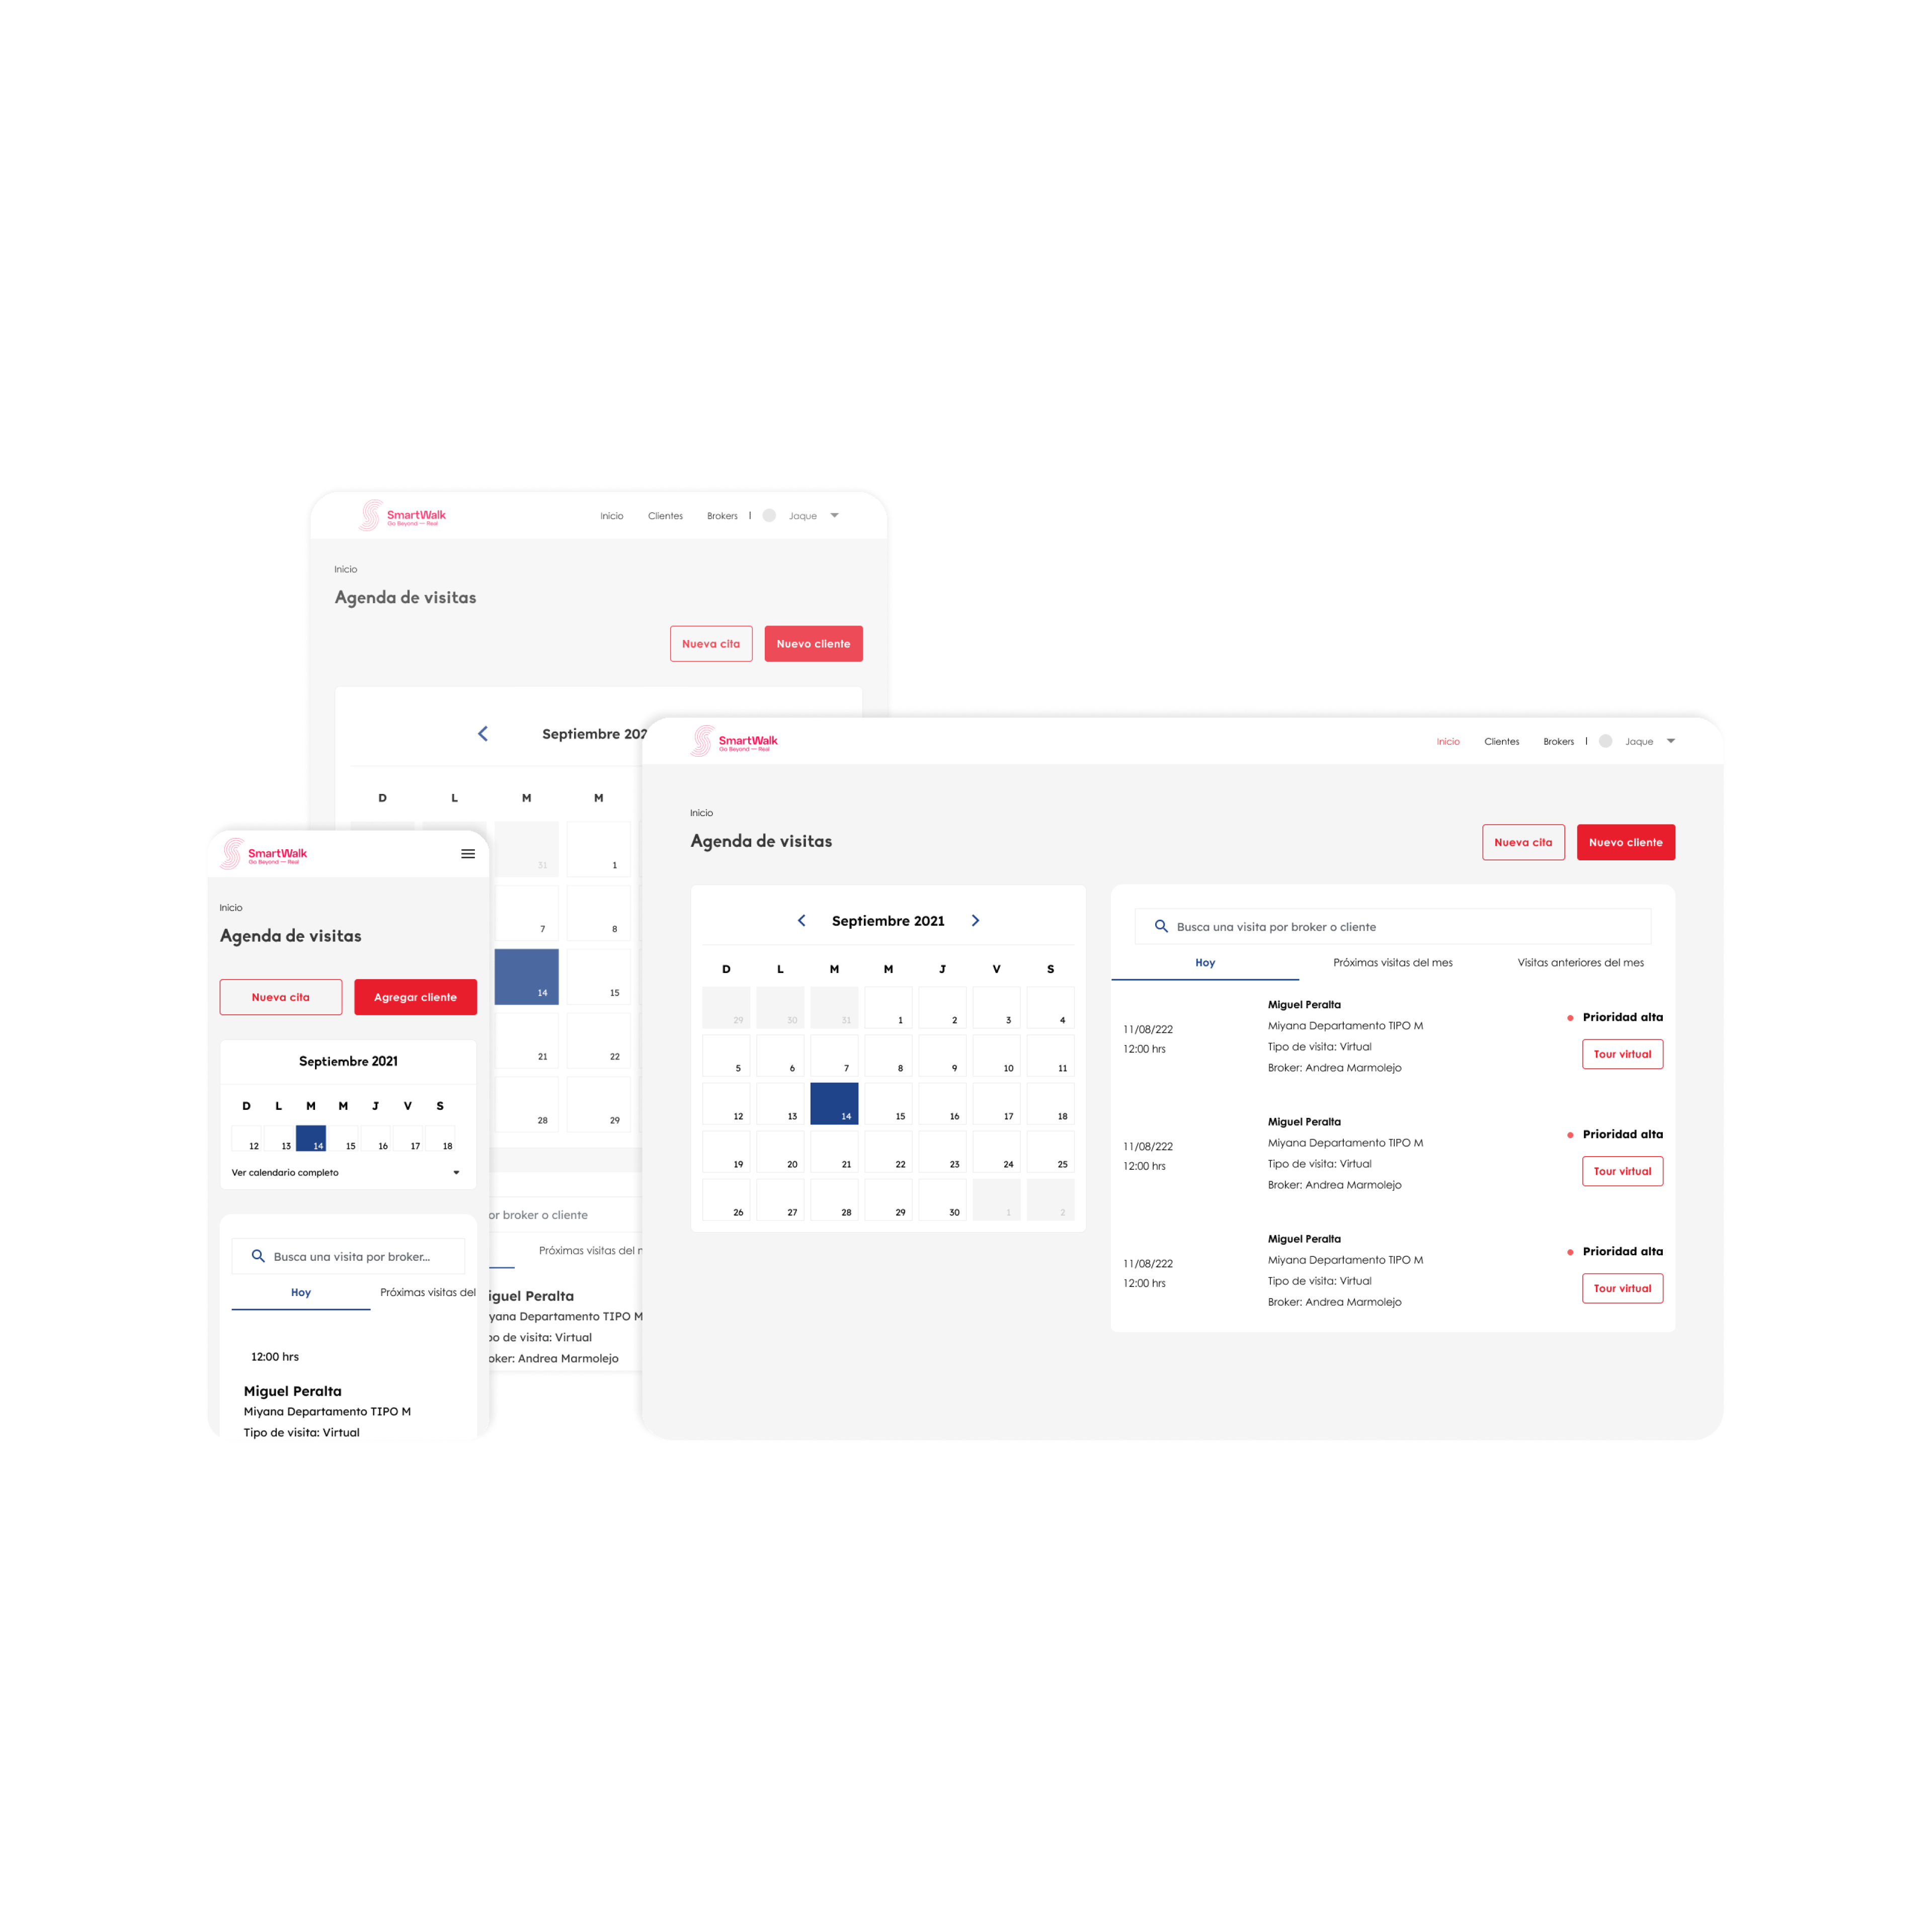 SmartWalk
Go Beyond — Real
Inicio Clientes Brokers | Jaque
Inicio
Agenda de visitas
Nueva cita Nuevo cliente
Septiembre 202
D L M M
31 1
7 8
14 15
21 22
28 29
or broker o cliente
Próximas visitas del
iguel Peralta
yana Departamento TIPO M
po de visita: Virtual
oker: Andrea Marmolejo
SmartWalk
Go Beyond — Real
Inicio
Agenda de visitas
Nueva cita Agregar cliente
Septiembre 2021
D L M M J V S
12 13 14 15 16 17 18
Ver calendario completo
Busca una visita por broker...
Hoy Próximas visitas del
12:00 hrs
Miguel Peralta
Miyana Departamento TIPO M
Tipo de visita: Virtual
SmartWalk
Go Beyond — Real
Inicio Clientes Brokers | Jaque
Inicio
Agenda de visitas
Nueva cita Nuevo cliente
Septiembre 2021
D L M M J V S
29 30 31 1 2 3 4
5 6 7 8 9 10 11
12 13 14 15 16 17 18
19 20 21 22 23 24 25
26 27 28 29 30 1 2
Busca una visita por broker o cliente
Hoy Próximas visitas del mes Visitas anteriores del mes
11/08/222
12:00 hrs
Miguel Peralta
Miyana Departamento TIPO M
Tipo de visita: Virtual
Broker: Andrea Marmolejo
Prioridad alta
Tour virtual
11/08/222
12:00 hrs
Miguel Peralta
Miyana Departamento TIPO M
Tipo de visita: Virtual
Broker: Andrea Marmolejo
Prioridad alta
Tour virtual
11/08/222
12:00 hrs
Miguel Peralta
Miyana Departamento TIPO M
Tipo de visita: Virtual
Broker: Andrea Marmolejo
Prioridad alta
Tour virtual